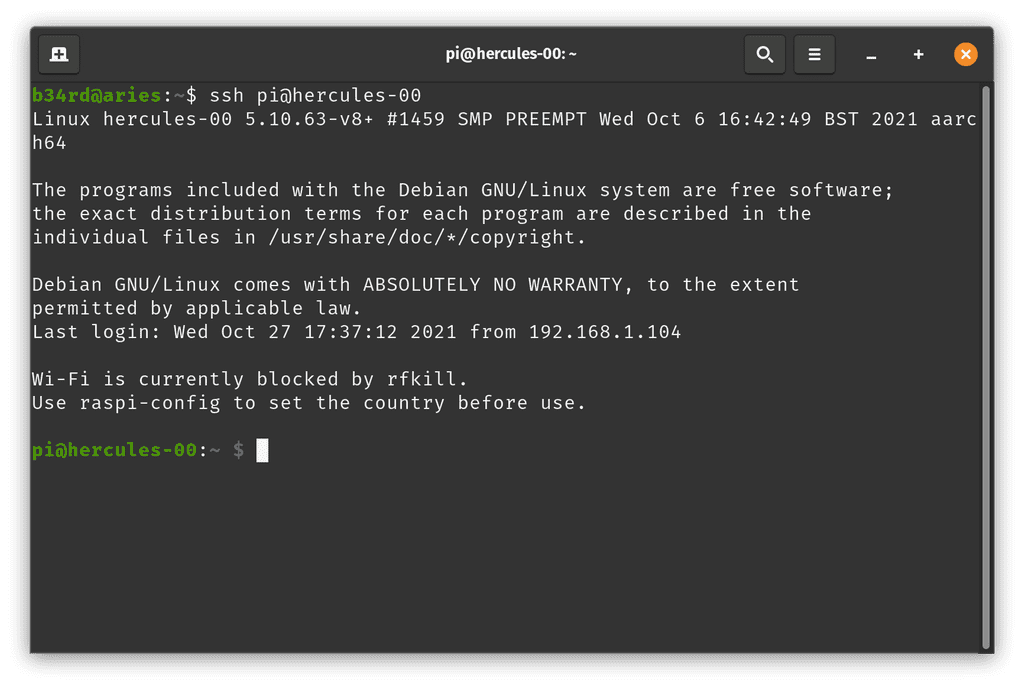 pi@hercules-00: ~
b34rd@aries:~$ ssh pi@hercules-00
Linux hercules-00 5.10.63-v8+ #1459 SMP PREEMPT Wed Oct 6 16:42:49 BST 2021 aarc
h64
The programs included with the Debian GNU/Linux system are free software;
the exact distribution terms for each program are described in the
individual files in /usr/share/doc/*/copyright.
Debian GNU/Linux comes with ABSOLUTELY NO WARRANTY, to the extent
permitted by applicable law.
Last login: Wed Oct 27 17:37:12 2021 from 192.168.1.104
Wi-Fi is currently blocked by rfkill.
Use raspi-config to set the country before use.
pi@hercules-00:~ $